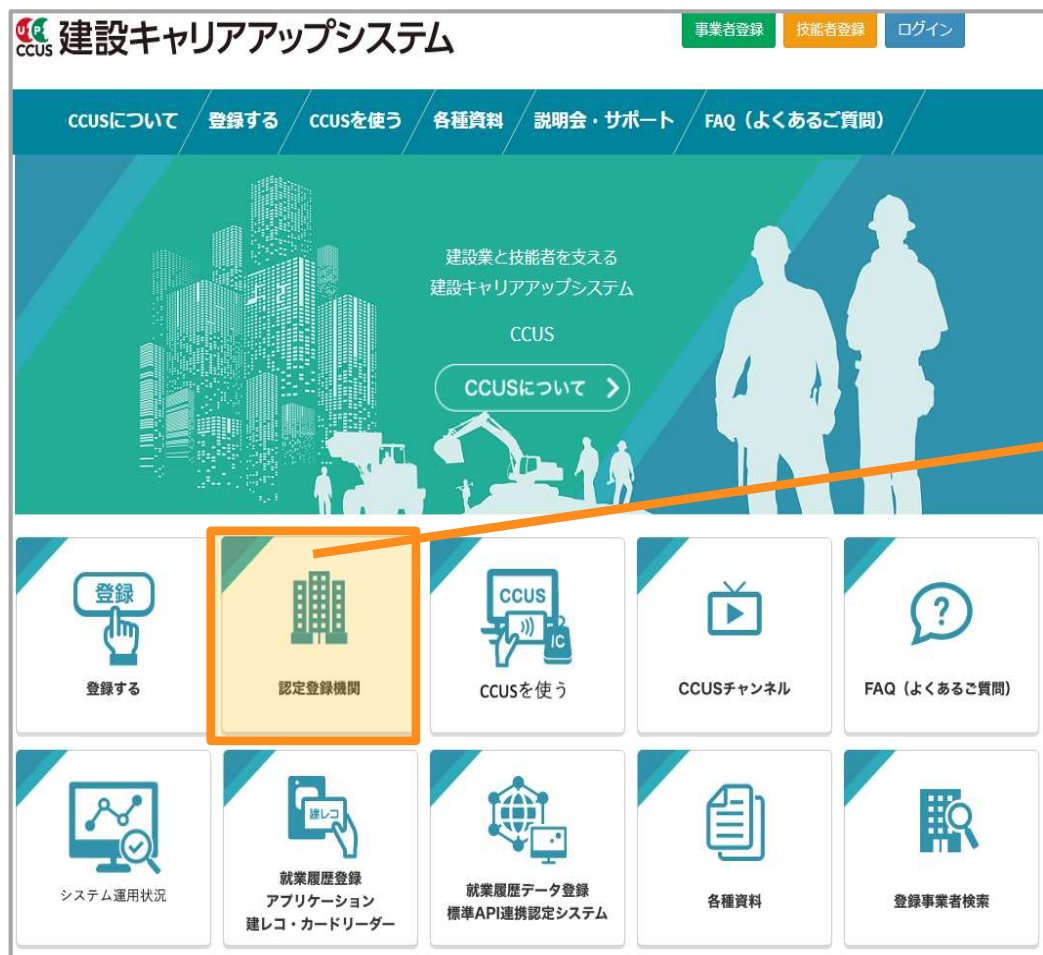 UP
CCUS 建設キャリアアップシステム
事業者登録 技能者登録 ログイン
CCUSについて 登録する CCUSを使う 各種資料 説明会・サポート FAQ（よくあるご質問）
建設業と技能者を支える
建設キャリアアップシステム
CCUS
CCUSについて
登録
登録する
認定登録機関
CCUS
IC
CCUSを使う
CCUSチャンネル
?
FAQ（よくあるご質問）
システム運用状況
建レコ
就業履歴登録
アプリケーション
建レコ・カードリーダー
就業履歴データ登録
標準API連携認定システム
各種資料
登録事業者検索